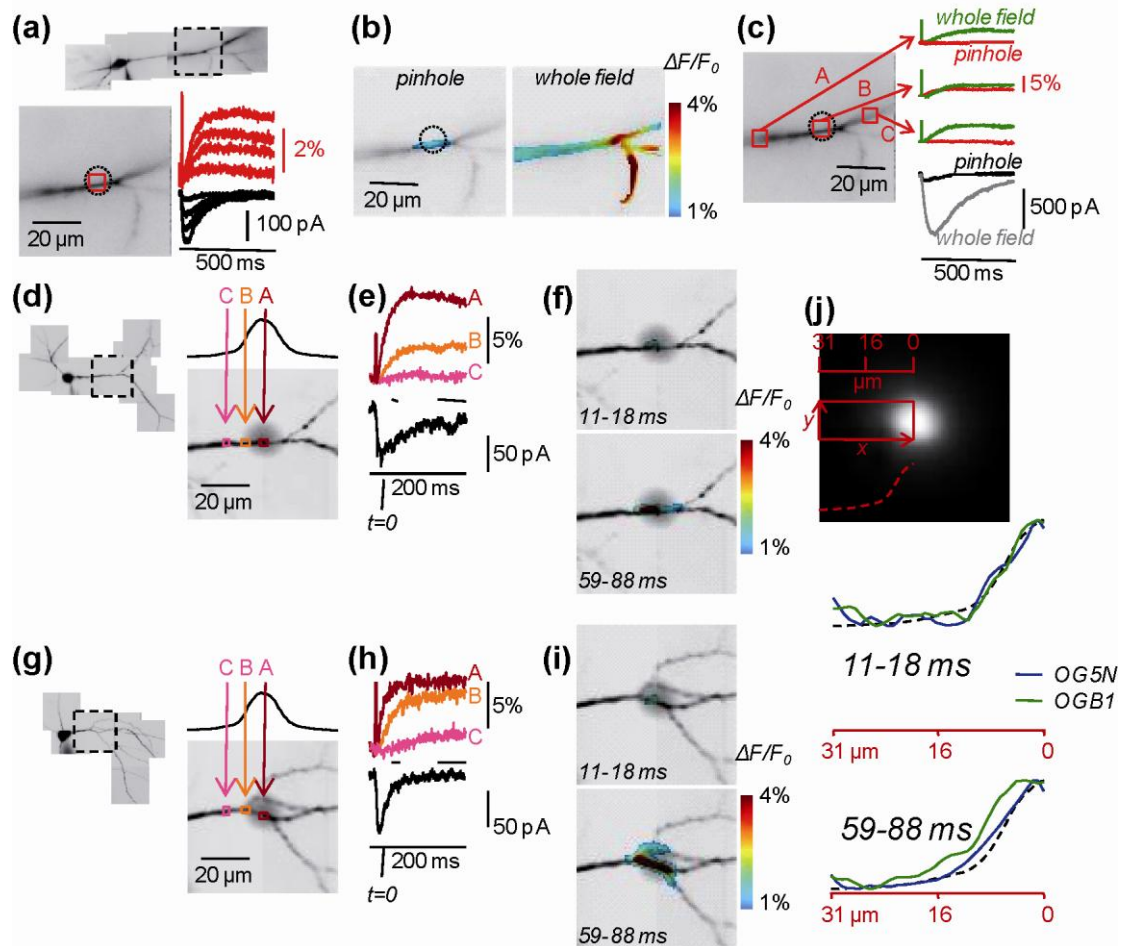 (a)
2%
100 pA
20 µm
500 ms
(b)
pinhole
whole field
ΔF/F0
4%
1%
20 µm
(c)
whole field
pinhole
A
B
C
5%
20 µm
pinhole
500 pA
whole field
500 ms
(d)
C B A
20 µm
(e)
A
B
C
5%
50 pA
200 ms
t=0
(f)
11-18 ms
ΔF/F0
4%
1%
59-88 ms
(g)
C B A
20 µm
(h)
A
B
C
5%
50 pA
200 ms
t=0
(i)
11-18 ms
ΔF/F0
4%
1%
59-88 ms
(j)
31 16 0
µm
y
x
11-18 ms
OG5N
OGB1
31 µm 16 0
59-88 ms
31 µm 16 0